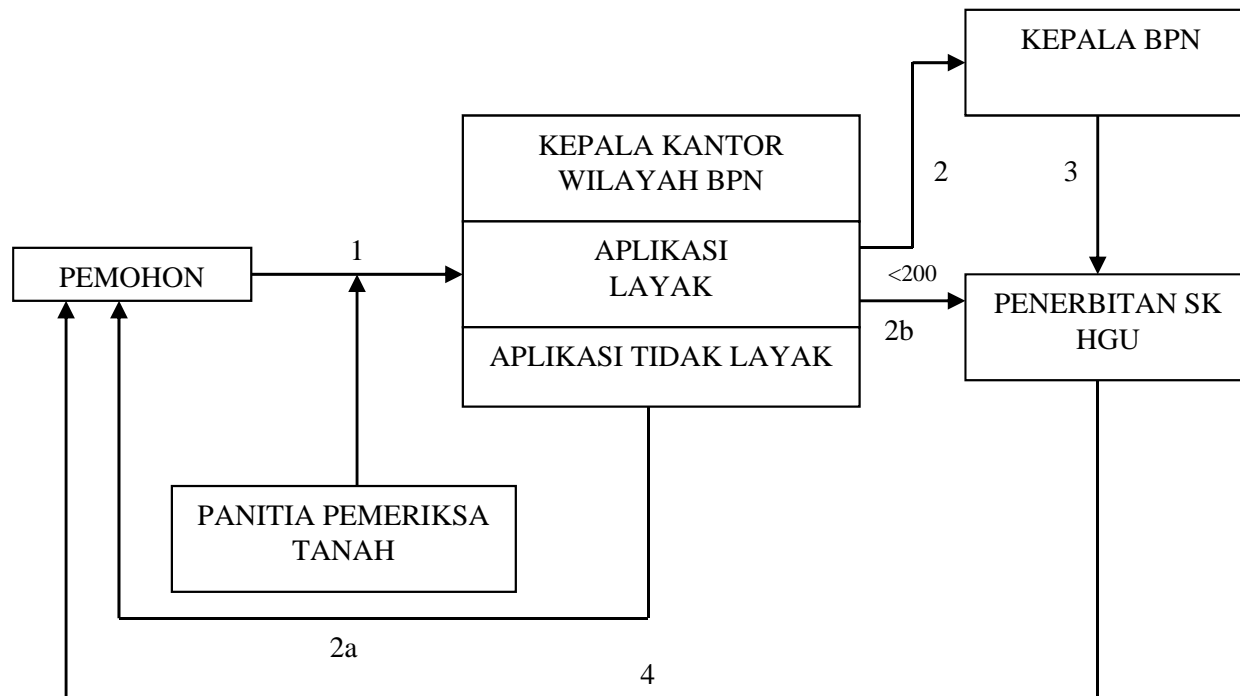 KEPALA BPN
KEPALA KANTOR
WILAYAH BPN
2
3
1
PEMOHON
APLIKASI
LAYAK
<200
2b
PENERBITAN SK
HGU
APLIKASI TIDAK LAYAK
PANITIA PEMERIKSA
TANAH
2a
4